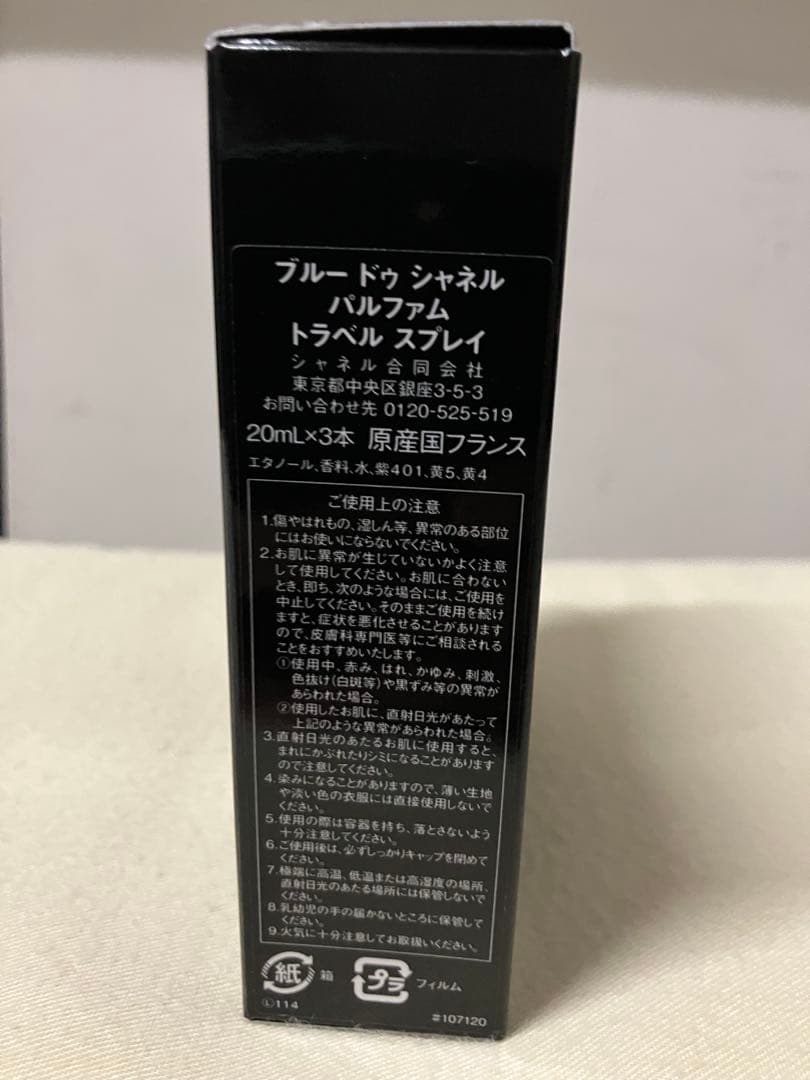 ブルー ドゥ シャネル
パルファム
トラベル スプレイ
シャネル合同会社
東京都中央区銀座3-5-3
お問い合わせ先 0120-525-519
20mL×3本 原産国フランス
エタノール、香料、水、紫401、黄5、黄4
ご使用上の注意
1.傷やはれもの、湿しん等、異常のある部位
にはお使いにならないでください。
2.お肌に異常が生じていないかよく注意
して使用してください。お肌に合わない
とき、即ち、次のような場合には、ご使用を
中止してください。そのままご使用を続け
ますと、症状を悪化させることがあります
ので、皮膚科専門医等にご相談される
ことをおすすめいたします。
①使用中、赤み、はれ、かゆみ、刺激、
色抜け(白斑等)や黒ずみ等の異常が
あらわれた場合。
②使用したお肌に、直射日光があたって
上記のような異常があらわれた場合。
3.直射日光のあたるお肌に使用すると、
まれにかぶれたりシミになることがあります
ので注意してください。
4.染みになることがありますので、薄い生地
や淡い色の衣服には直接使用しないで
ください。
5.使用の際は容器を持ち、落とさないよう
十分注意してください。
6.ご使用後は、必ずしっかりキャップを閉めて
ください。
7.極端に高温、低温または高湿度の場所、
直射日光のあたる場所には保管しないで
ください。
8.乳幼児の手の届かないところに保管して
ください。
9.火気に十分注意してお取扱いください。
紙 箱 プラ フィルム
Ⓛ114 #107120